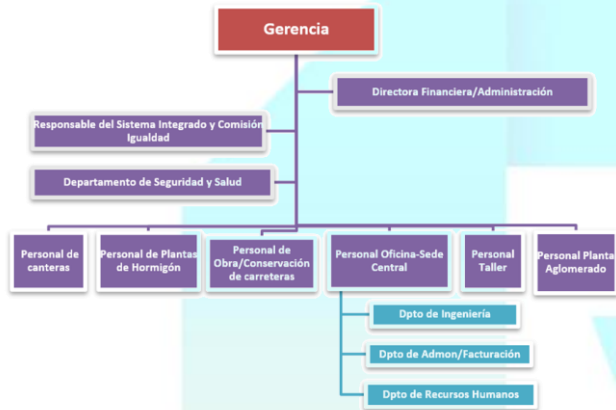 Gerencia
Directora Financiera/Administración
Responsable del Sistema Integrado y Comisión
Igualdad
Departamento de Seguridad y Salud
Personal de
canteras
Personal de Plantas
de Hormigón
Personal de
Obra/Conservación
de carreteras
Personal Oficina-Sede
Central
Personal
Taller
Personal Planta
Aglomerado
Dpto de Ingeniería
Dpto de Admon/Facturación
Dpto de Recursos Humanos